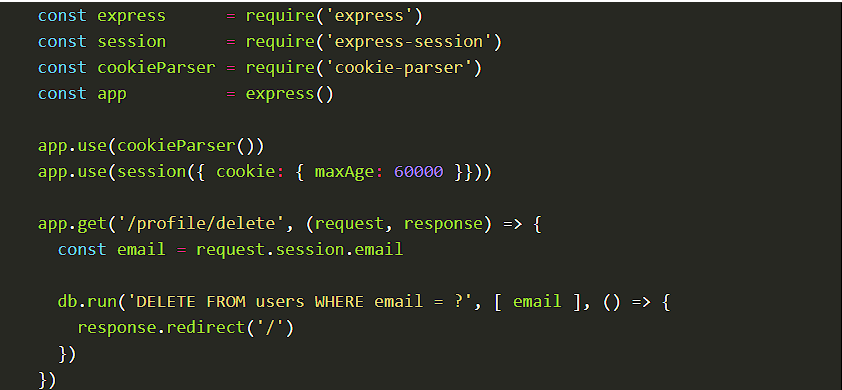 const express      = require('express')
const session      = require('express-session')
const cookieParser = require('cookie-parser')
const app          = express()

app.use(cookieParser())
app.use(session({ cookie: { maxAge: 60000 }}))

app.get('/profile/delete', (request, response) => {
  const email = request.session.email

  db.run('DELETE FROM users WHERE email = ?', [ email ], () => {
    response.redirect('/')
  })
})